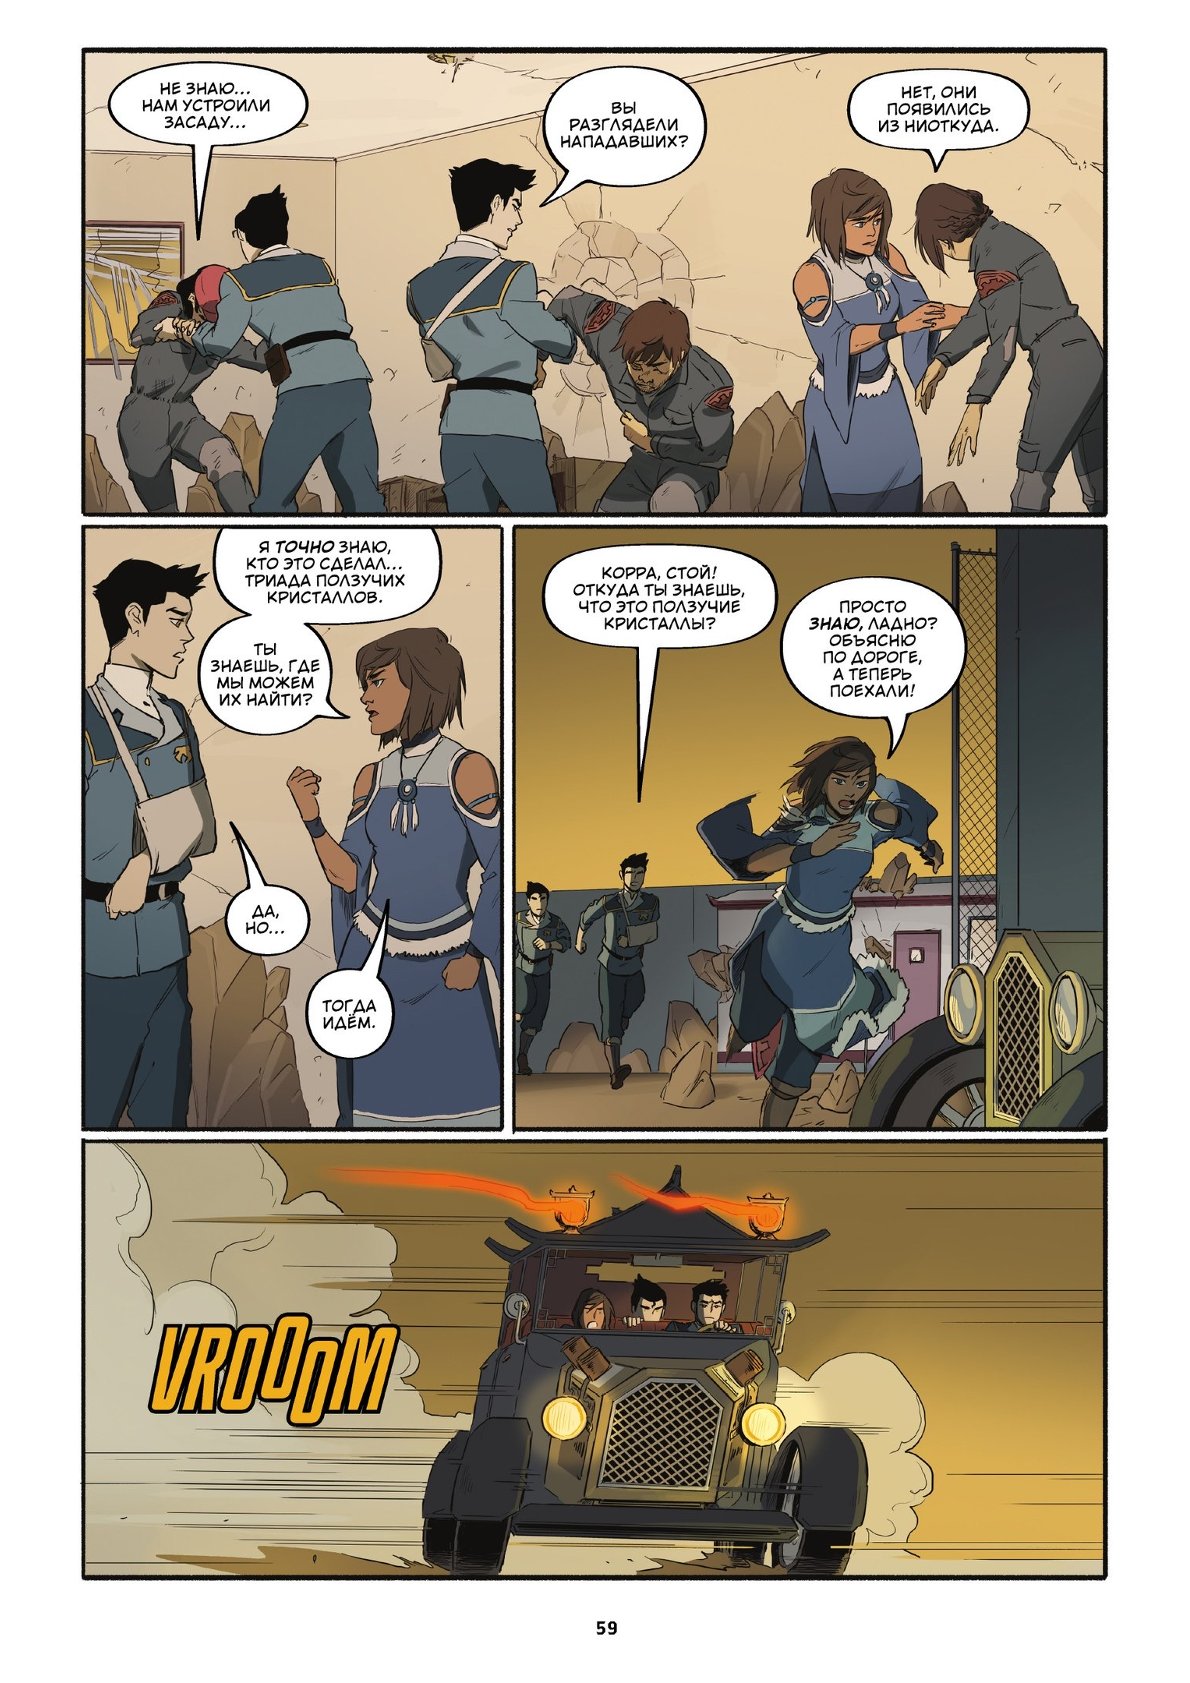 НЕ ЗНАЮ...
НАМ УСТРОИЛИ
ЗАСАДУ...
ВЫ
РАЗГЛЯДЕЛИ
НАПАДАВШИХ?
НЕТ, ОНИ
ПОЯВИЛИСЬ
ИЗ НИОТКУДА.
Я ТОЧНО ЗНАЮ,
КТО ЭТО СДЕЛАЛ...
ТРИАДА ПОЛЗУЧИХ
КРИСТАЛЛОВ.
ТЫ
ЗНАЕШЬ, ГДЕ
МЫ МОЖЕМ
ИХ НАЙТИ?
ДА,
НО...
ТОГДА
ИДЁМ.
КОРРА, СТОЙ!
ОТКУДА ТЫ ЗНАЕШЬ,
ЧТО ЭТО ПОЛЗУЧИЕ
КРИСТАЛЛЫ?
ПРОСТО
ЗНАЮ, ЛАДНО?
ОБЪЯСНЮ
ПО ДОРОГЕ,
А ТЕПЕРЬ
ПОЕХАЛИ!
VROOOM
59